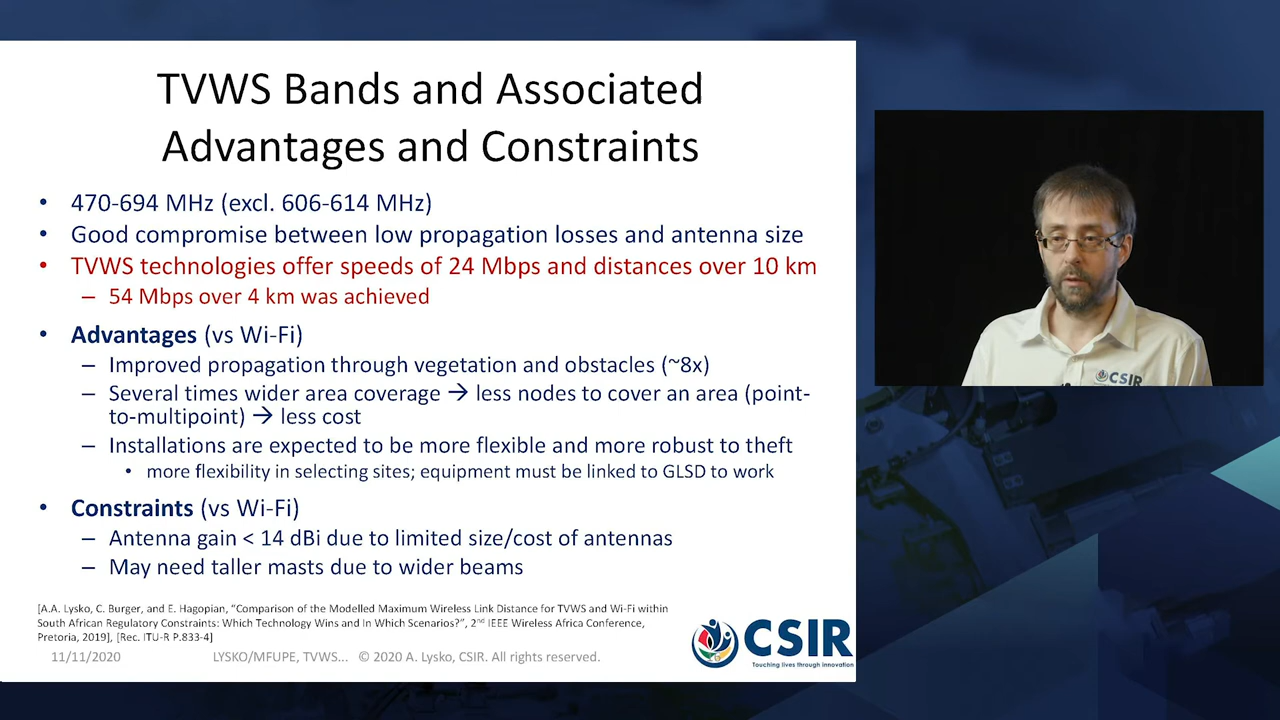 TVWS Bands and Associated
Advantages and Constraints
• 470-694 MHz (excl. 606-614 MHz)
• Good compromise between low propagation losses and antenna size
• TVWS technologies offer speeds of 24 Mbps and distances over 10 km
– 54 Mbps over 4 km was achieved
• Advantages (vs Wi-Fi)
– Improved propagation through vegetation and obstacles (~8x)
– Several times wider area coverage → less nodes to cover an area (point-
to-multipoint) → less cost
– Installations are expected to be more flexible and more robust to theft
• more flexibility in selecting sites; equipment must be linked to GLSD to work
• Constraints (vs Wi-Fi)
– Antenna gain < 14 dBi due to limited size/cost of antennas
– May need taller masts due to wider beams
[A.A. Lysko, C. Burger, and E. Hagopian, "Comparison of the Modelled Maximum Wireless Link Distance for TVWS and Wi-Fi within
South African Regulatory Constraints: Which Technology Wins and In Which Scenarios?", 2nd IEEE Wireless Africa Conference,
Pretoria, 2019], [Rec. ITU-R P.833-4]
11/11/2020 LYSKO/MFUPE, TVWS... © 2020 A. Lysko, CSIR. All rights reserved.
CSIR
Touching lives through innovation
CSIR